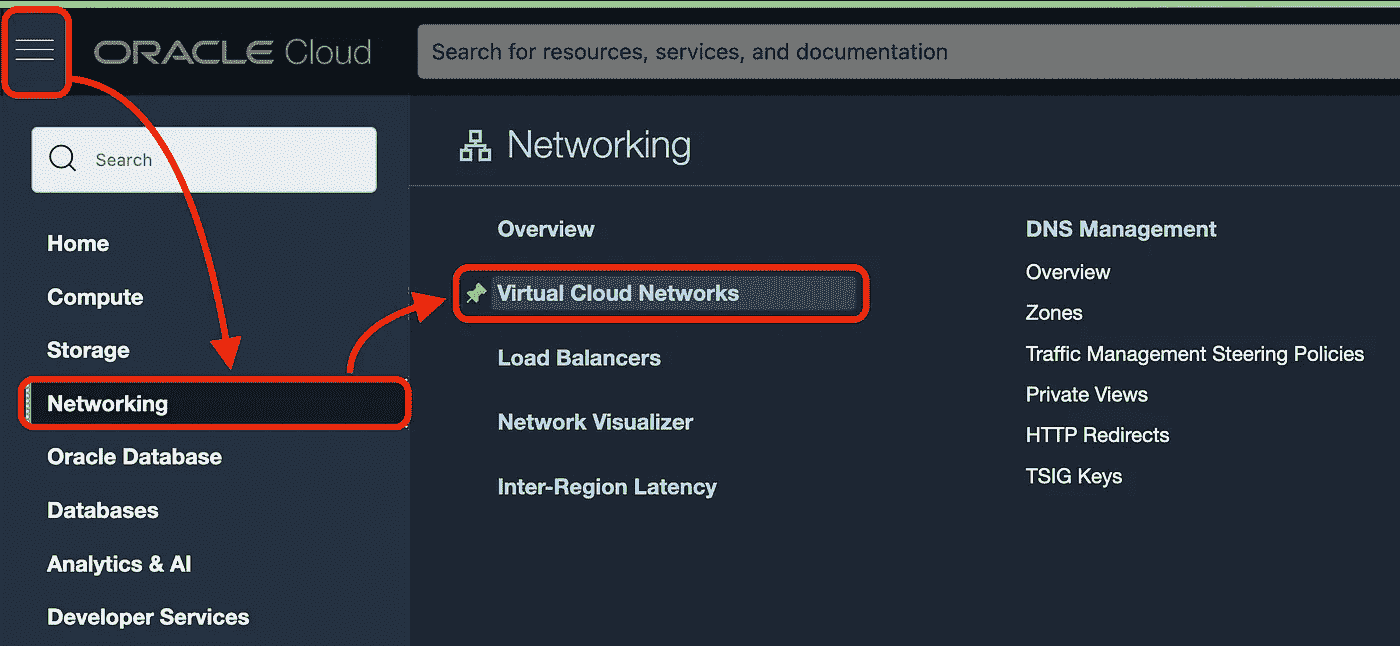 ORACLE Cloud
Search for resources, services, and documentation
Search
Home
Compute
Storage
Networking
Oracle Database
Databases
Analytics & AI
Developer Services
Networking
Overview
Virtual Cloud Networks
Load Balancers
Network Visualizer
Inter-Region Latency
DNS Management
Overview
Zones
Traffic Management Steering Policies
Private Views
HTTP Redirects
TSIG Keys